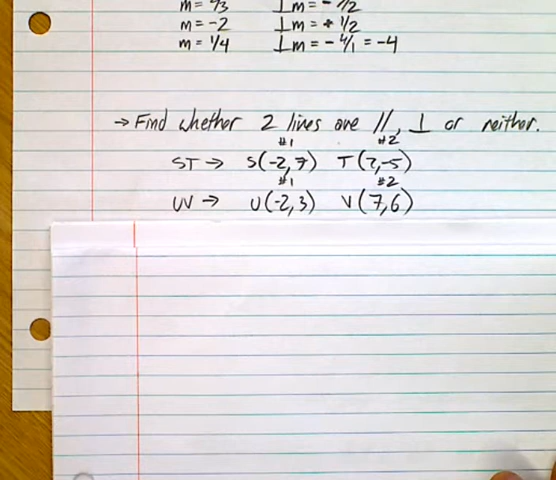 m = -2 ⊥m = + 1/2
m = 1/4 ⊥m = - 4/1 = -4
→ Find whether 2 lines are //, ⊥ or neither.
#1 #2
ST → S(-2, 7) T(2,-5)
#1 #2
UV → U(-2,3) V(7,6)